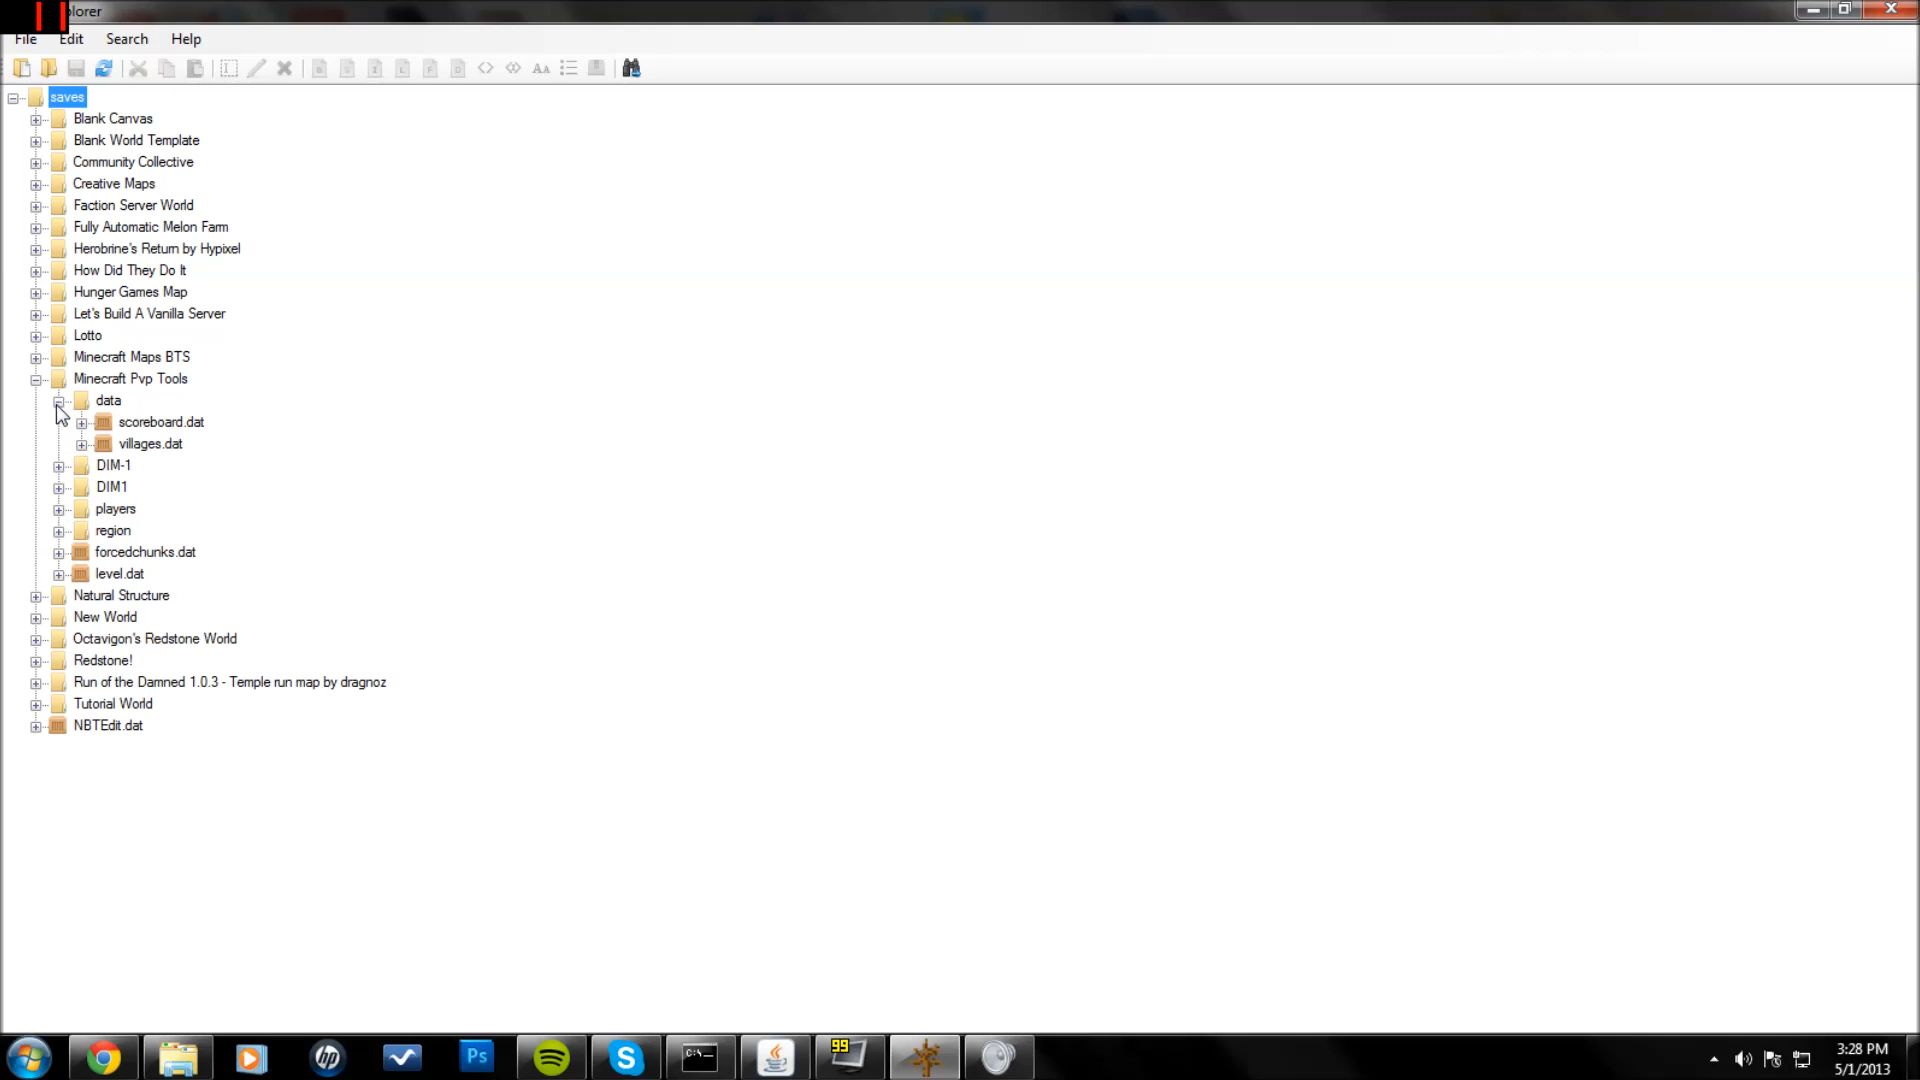 plorer
File Edit Search Help
saves
Blank Canvas
Blank World Template
Community Collective
Creative Maps
Faction Server World
Fully Automatic Melon Farm
Herobrine's Return by Hypixel
How Did They Do It
Hunger Games Map
Let's Build A Vanilla Server
Lotto
Minecraft Maps BTS
Minecraft Pvp Tools
data
scoreboard.dat
villages.dat
DIM-1
DIM1
players
region
forcedchunks.dat
level.dat
Natural Structure
New World
Octavigon's Redstone World
Redstone!
Run of the Damned 1.0.3 - Temple run map by dragnoz
Tutorial World
NBTEdit.dat
hp
Ps
C:\_
99
3:28 PM
5/1/2013